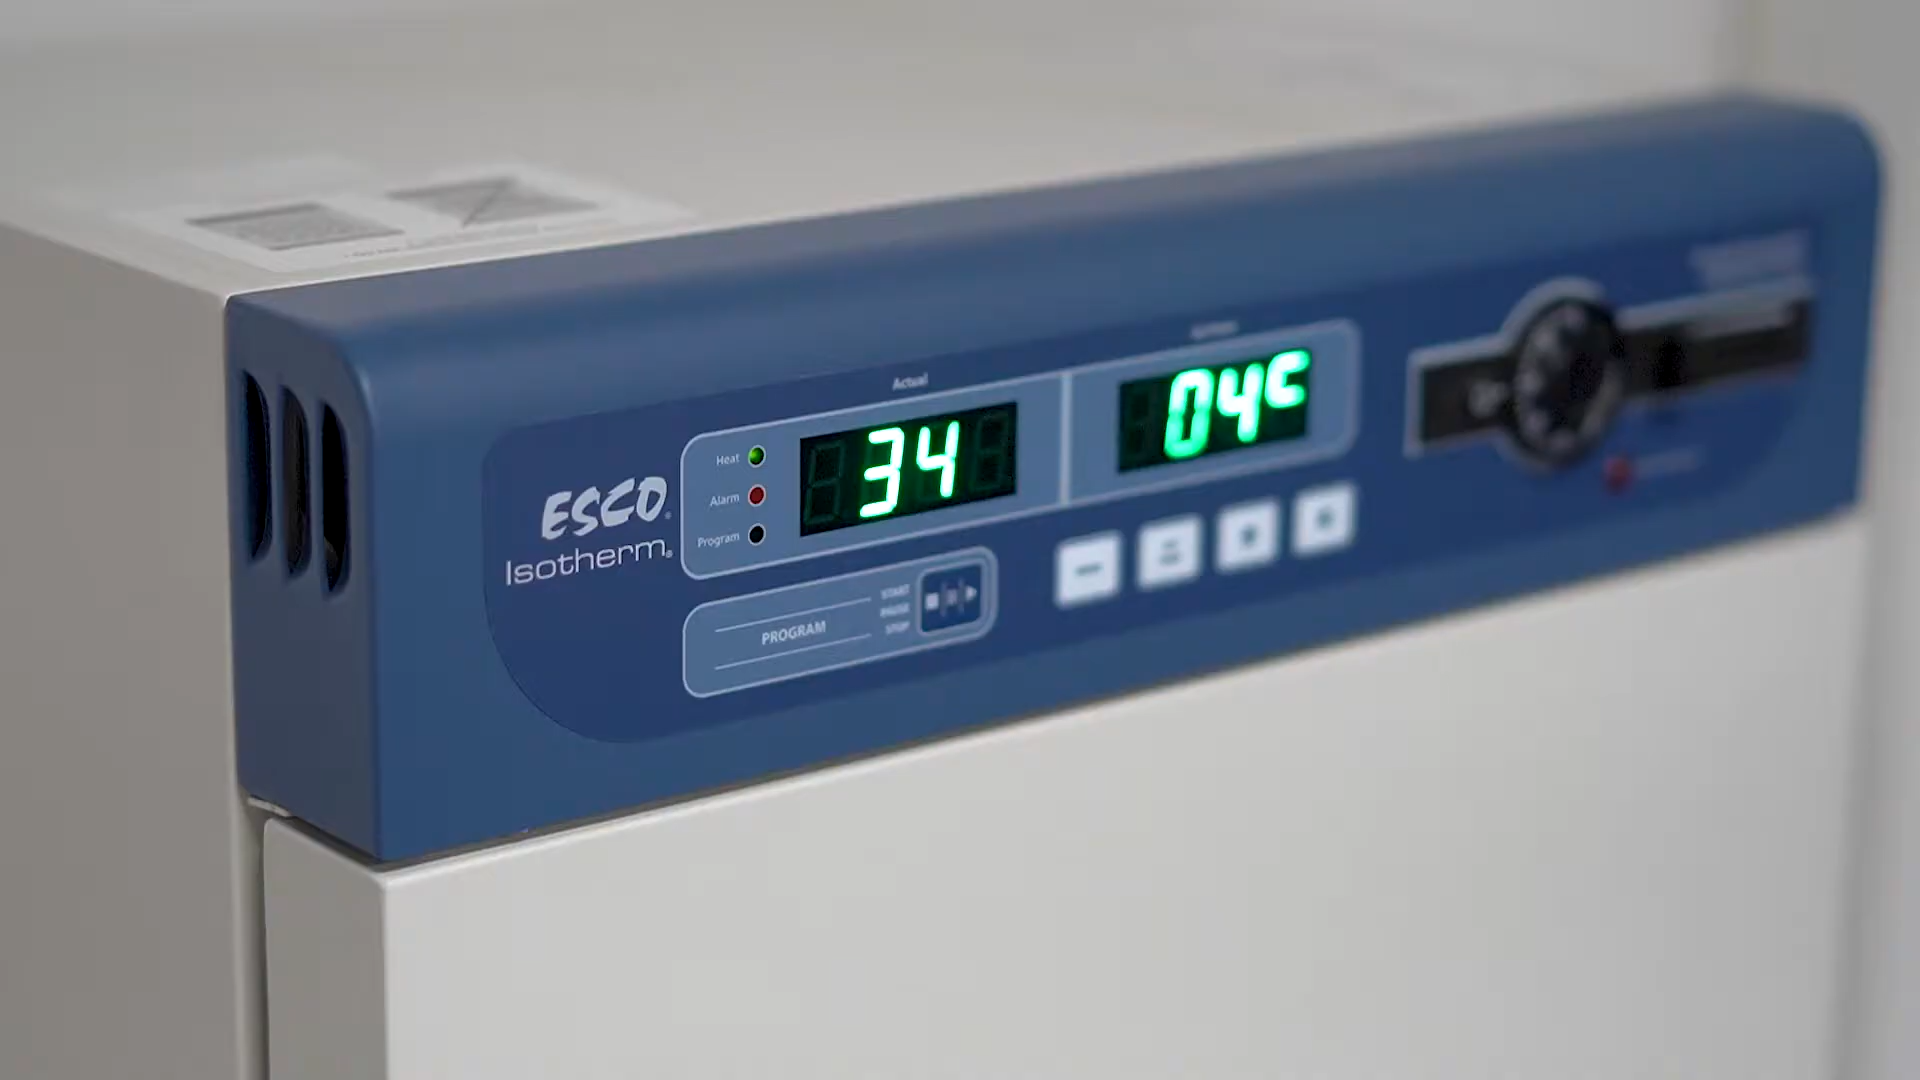 Actual
Heat
Alarm
Program
34
04c
ESCO
Isotherm®
PROGRAM
START
PAUSE
STOP